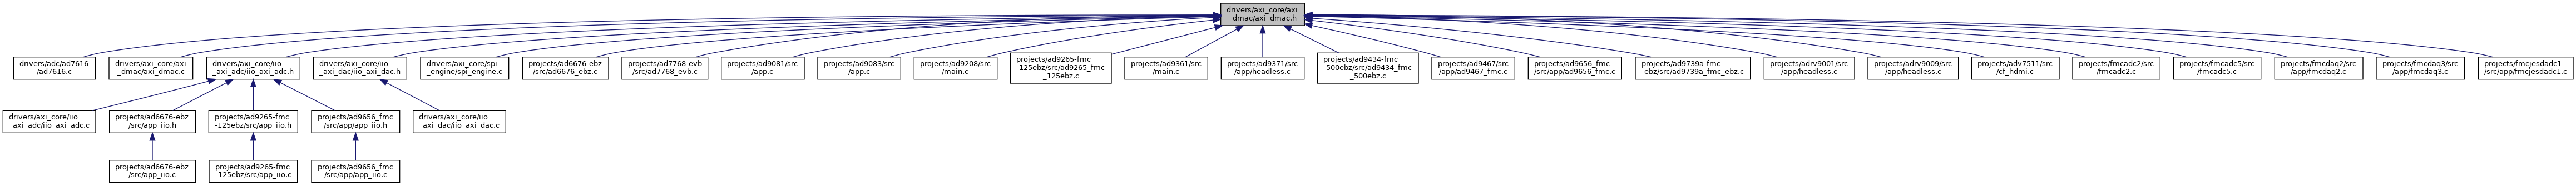 drivers/axi_core/axi
_dmac/axi_dmac.h
drivers/adc/ad7616
/ad7616.c
drivers/axi_core/axi
_dmac/axi_dmac.c
drivers/axi_core/iio
_axi_adc/iio_axi_adc.h
drivers/axi_core/iio
_axi_dac/iio_axi_dac.h
drivers/axi_core/spi
_engine/spi_engine.c
projects/ad6676-ebz
/src/ad6676_ebz.c
projects/ad7768-evb
/src/ad7768_evb.c
projects/ad9081/src
/app.c
projects/ad9083/src
/app.c
projects/ad9208/src
/main.c
projects/ad9265-fmc
-125ebz/src/ad9265_fmc
_125ebz.c
projects/ad9361/src
/main.c
projects/ad9371/src
/app/headless.c
projects/ad9434-fmc
-500ebz/src/ad9434_fmc
_500ebz.c
projects/ad9467/src
/app/ad9467_fmc.c
projects/ad9656_fmc
/src/app/ad9656_fmc.c
projects/ad9739a-fmc
-ebz/src/ad9739a_fmc_ebz.c
projects/adrv9001/src
/app/headless.c
projects/adrv9009/src
/app/headless.c
projects/adv7511/src
/cf_hdmi.c
projects/fmcadc2/src
/fmcadc2.c
projects/fmcadc5/src
/fmcadc5.c
projects/fmcdaq2/src
/app/fmcdaq2.c
projects/fmcdaq3/src
/app/fmcdaq3.c
projects/fmcjesdadc1
/src/app/fmcjesdadc1.c
drivers/axi_core/iio
_axi_adc/iio_axi_adc.c
projects/ad6676-ebz
/src/app_iio.h
projects/ad9265-fmc
-125ebz/src/app_iio.h
projects/ad9656_fmc
/src/app/app_iio.h
drivers/axi_core/iio
_axi_dac/iio_axi_dac.c
projects/ad6676-ebz
/src/app_iio.c
projects/ad9265-fmc
-125ebz/src/app_iio.c
projects/ad9656_fmc
/src/app/app_iio.c